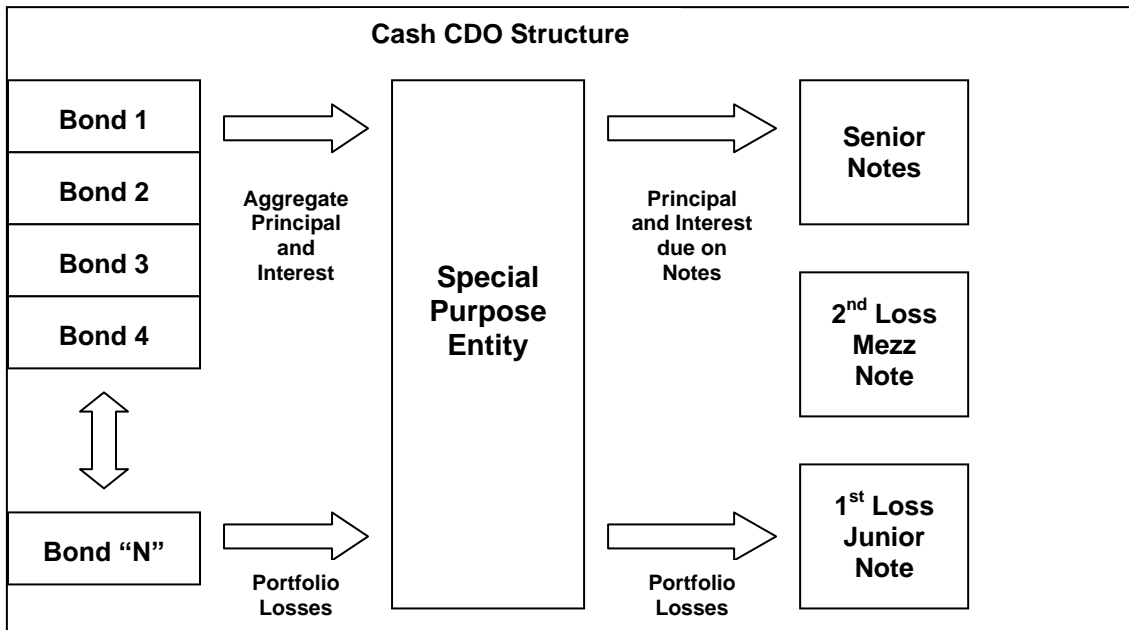 Cash CDO Structure
Bond 1
Bond 2
Bond 3
Bond 4
Bond “N”
Aggregate
Principal
and
Interest
Portfolio
Losses
Special
Purpose
Entity
Principal
and Interest
due on
Notes
Portfolio
Losses
Senior
Notes
2nd Loss
Mezz
Note
1st Loss
Junior
Note